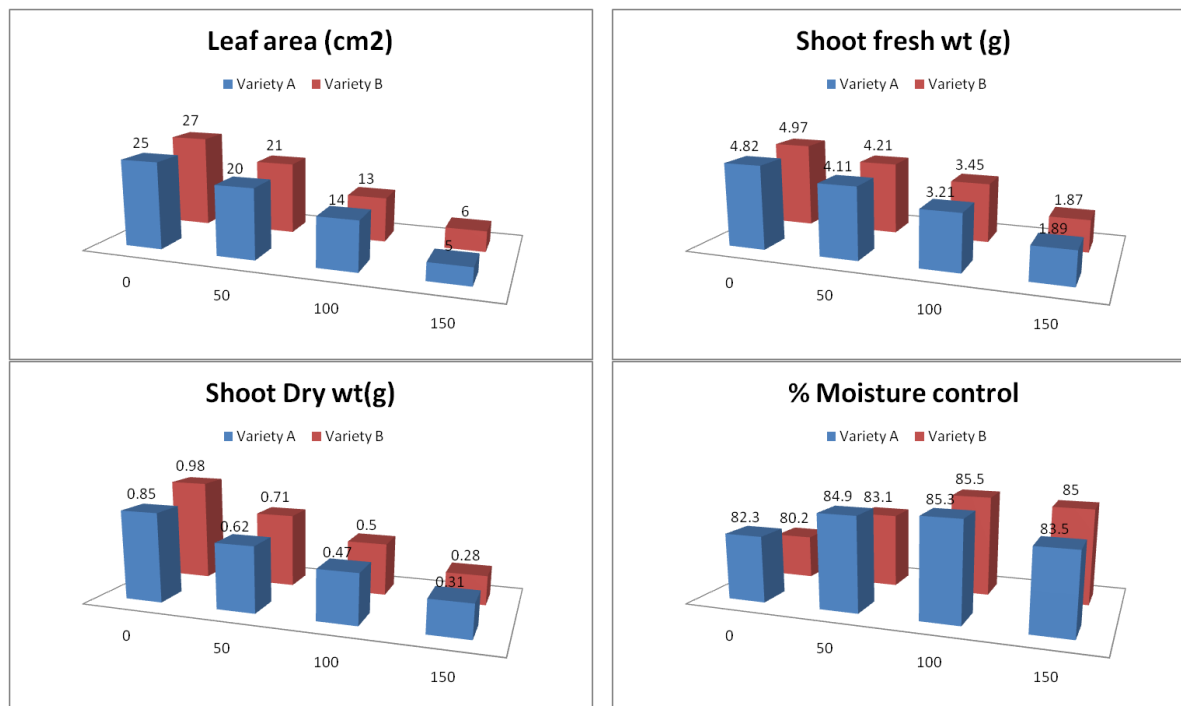 Leaf area (cm2)
Variety A Variety B
25 27 20 21 14 13 5 6
0 50 100 150
Shoot fresh wt (g)
Variety A Variety B
4.82 4.97 4.11 4.21 3.21 3.45 1.89 1.87
0 50 100 150
Shoot Dry wt(g)
Variety A Variety B
0.85 0.98 0.62 0.71 0.47 0.5 0.31 0.28
0 50 100 150
% Moisture control
Variety A Variety B
82.3 80.2 84.9 83.1 85.3 85.5 83.5 85
0 50 100 150